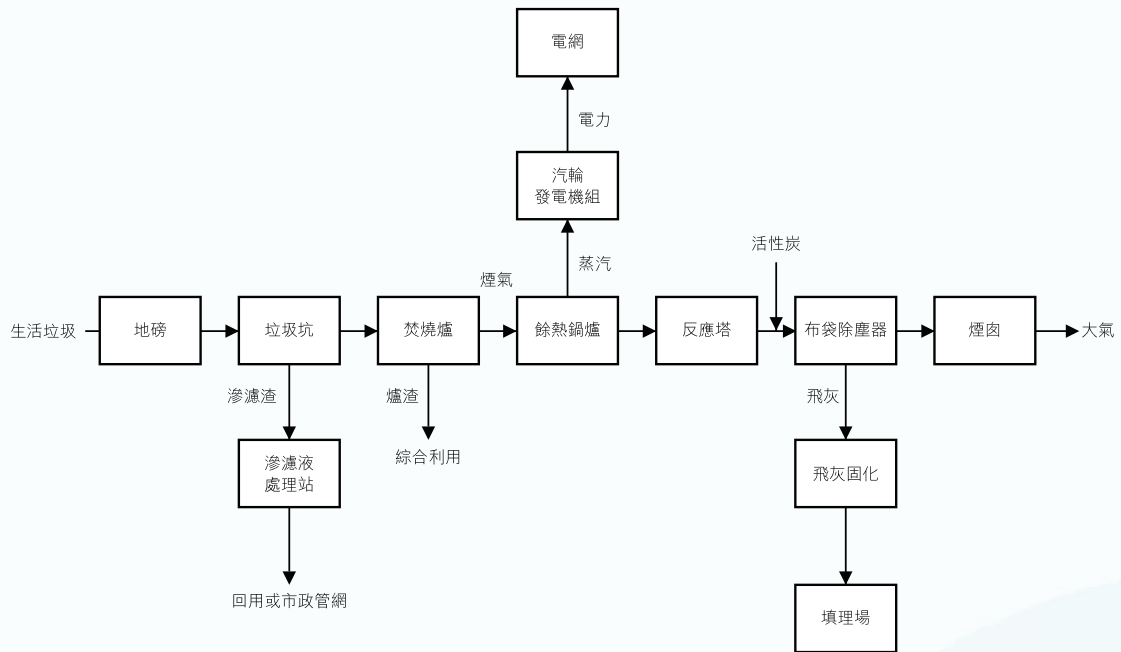 電網
電力
汽輪
發電機組
蒸汽
煙氣
活性炭
生活垃圾
地磅
垃圾坑
焚燒爐
餘熱鍋爐
反應塔
布袋除塵器
煙囪
大氣
滲濾渣
爐渣
飛灰
綜合利用
滲濾液
處理站
飛灰固化
回用或市政管網
填理場